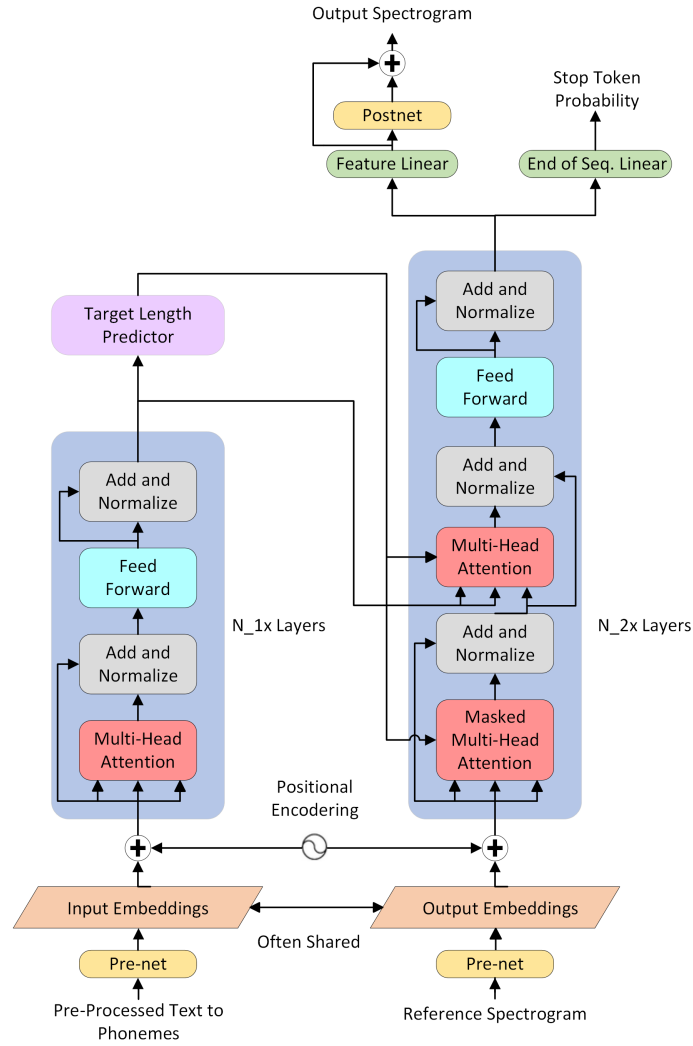 Output Spectrogram
Stop Token
Probability
Postnet
Feature Linear
End of Seq. Linear
Add and
Normalize
Target Length
Predictor
Feed
Forward
Add and
Normalize
Add and
Normalize
Multi-Head
Attention
Feed
Forward
N_1x Layers
Add and
Normalize
N_2x Layers
Add and
Normalize
Masked
Multi-Head
Attention
Multi-Head
Attention
Positional
Encodering
Input Embeddings
Output Embeddings
Often Shared
Pre-net
Pre-net
Pre-Processed Text to
Phonemes
Reference Spectrogram